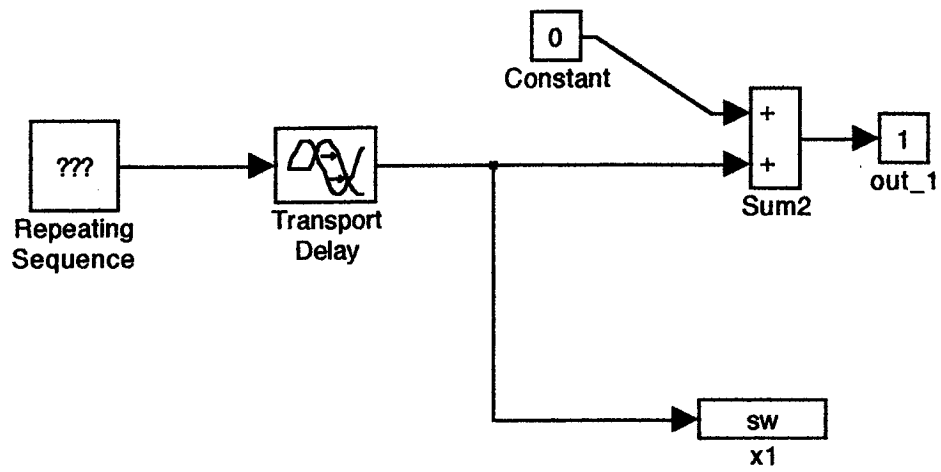 0
Constant
+
+
Sum2
1
out_1
???
Repeating
Sequence
Transport
Delay
sw
x1